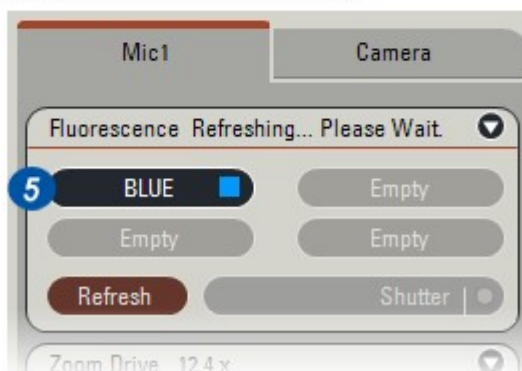 Mic1 Camera
Fluorescence Refreshing... Please Wait.
5 BLUE Empty
Empty Empty
Refresh Shutter
Zoom Drive 12.4 x